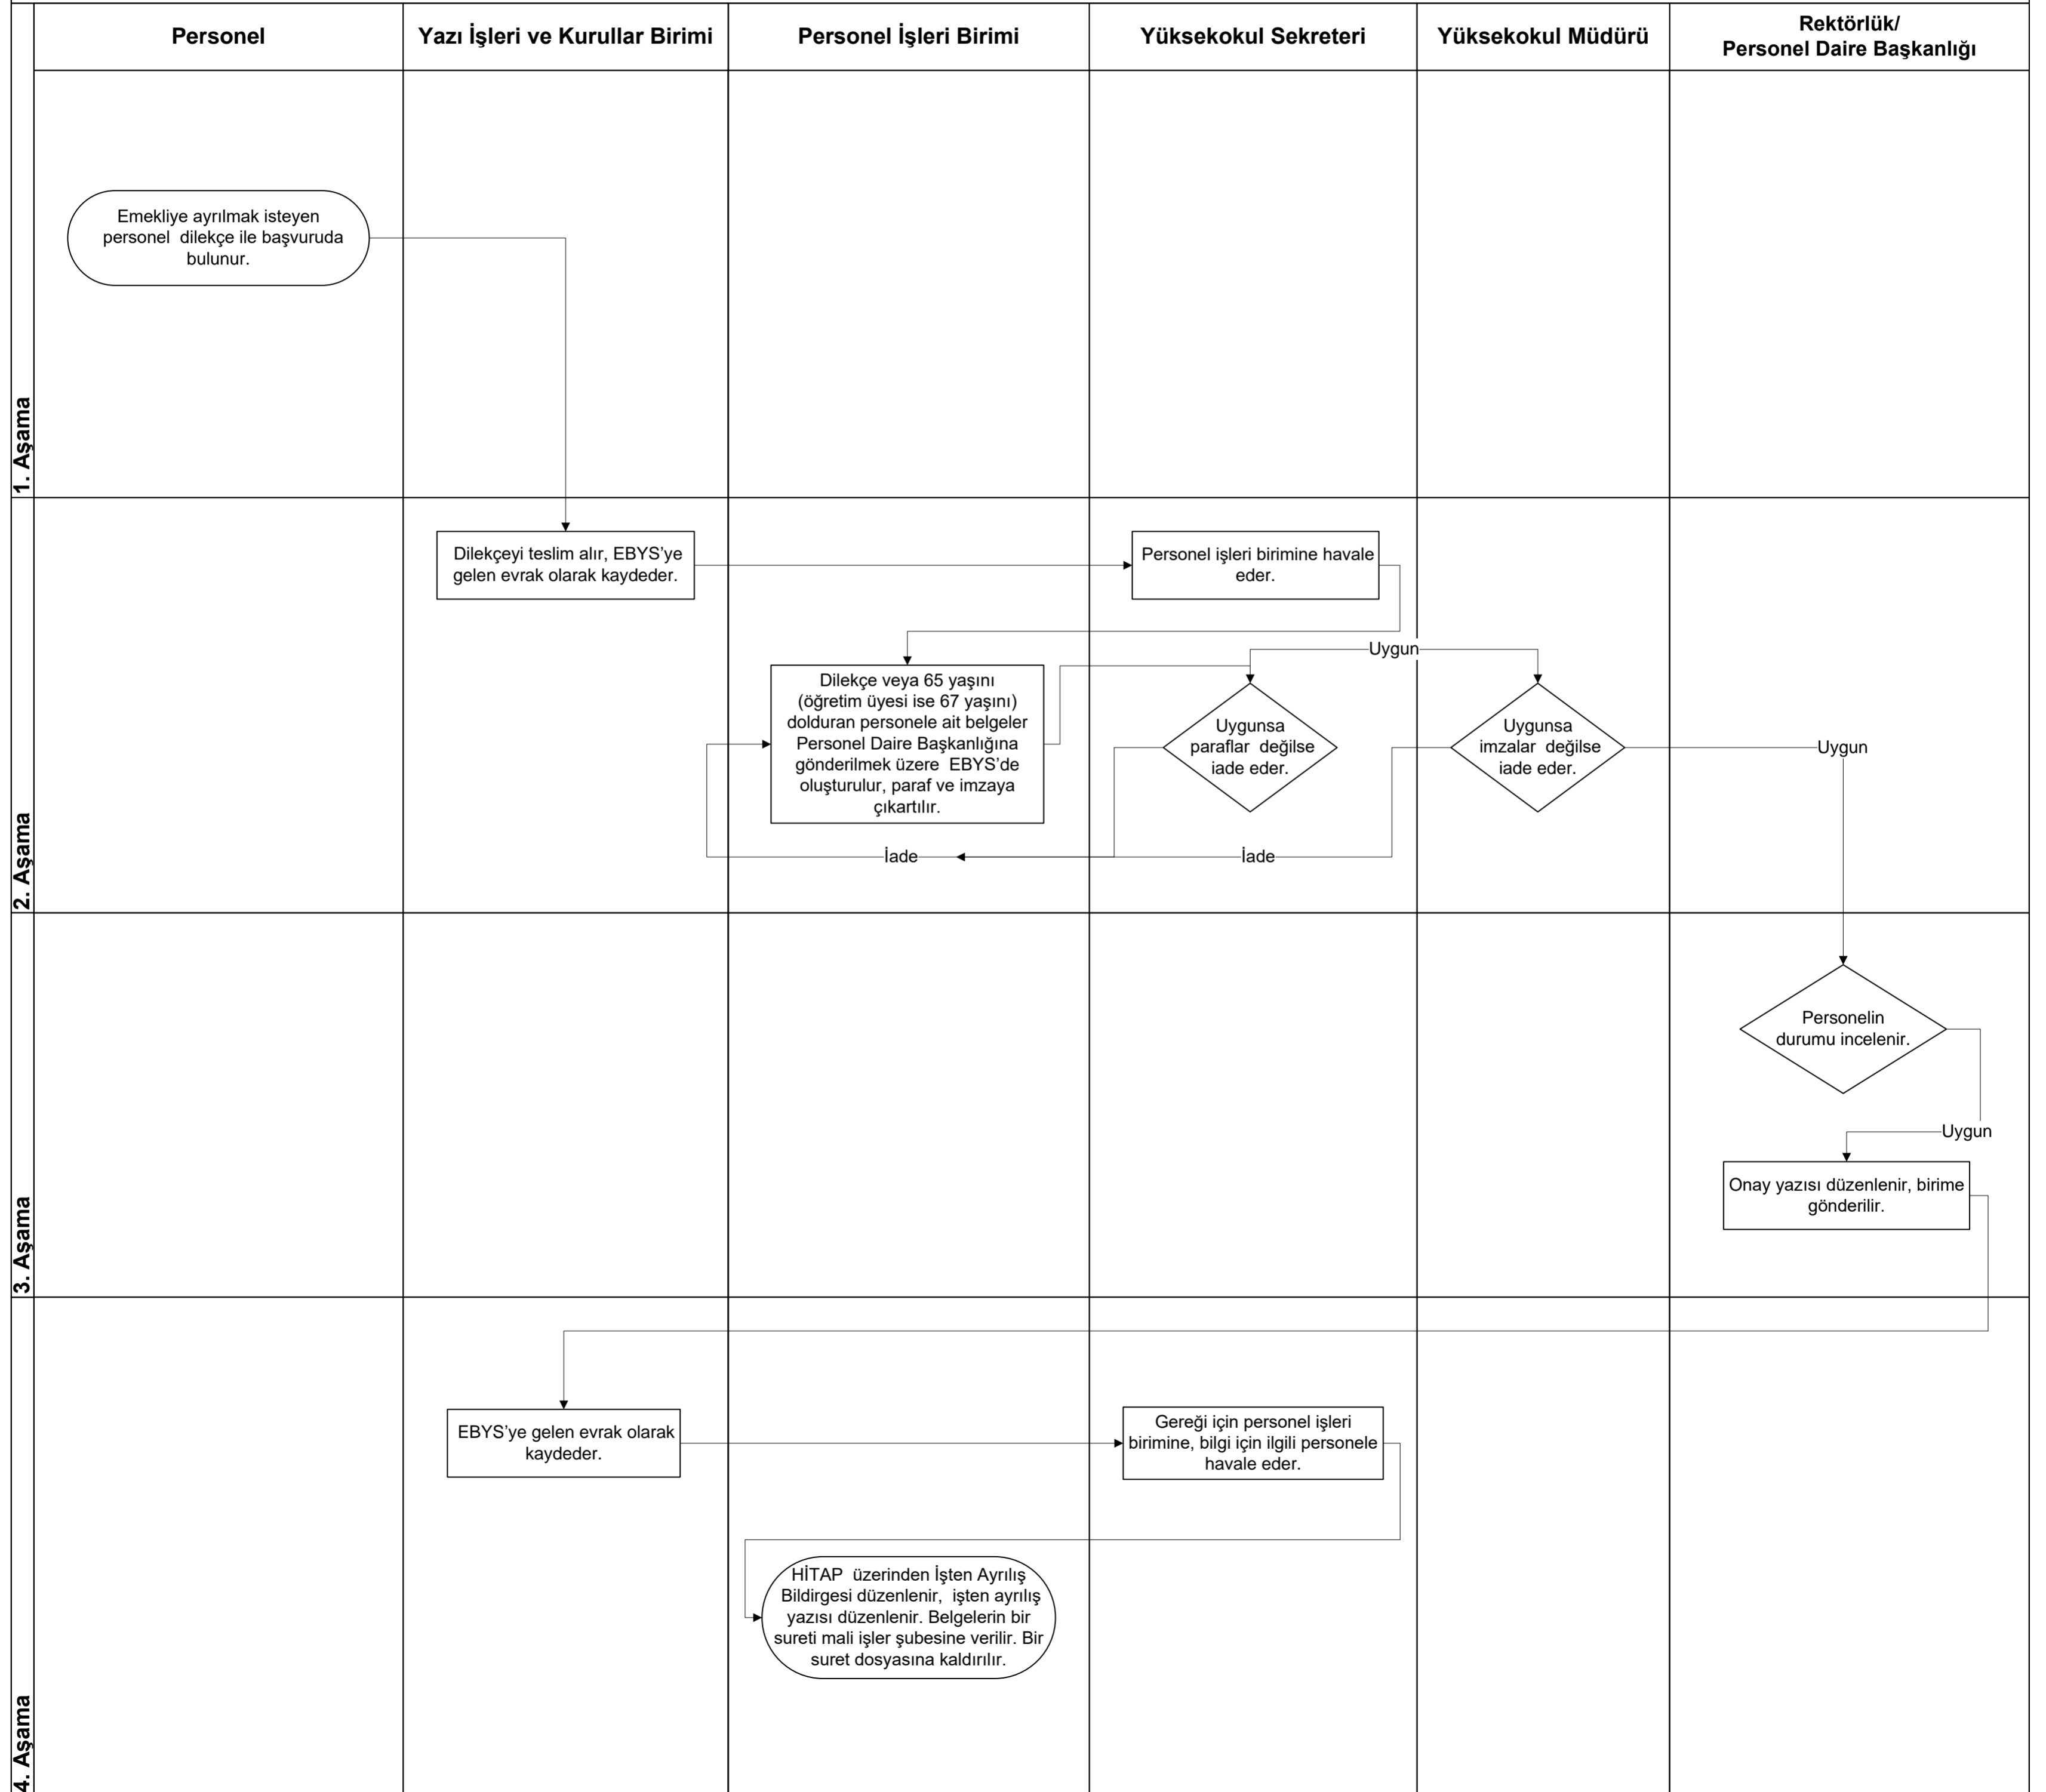 Personel
Yazı İşleri ve Kurullar Birimi
Personel İşleri Birimi
Yüksekokul Sekreteri
Yüksekokul Müdürü
Rektörlük/
Personel Daire Başkanlığı
1. Aşama
Emekliye ayrılmak isteyen
personel dilekçe ile başvuruda
bulunur.
2. Aşama
Dilekçeyi teslim alır, EBYS’ye
gelen evrak olarak kaydeder.
Personel işleri birimine havale
eder.
Dilekçe veya 65 yaşını
(öğretim üyesi ise 67 yaşını)
dolduran personele ait belgeler
Personel Daire Başkanlığına
gönderilmek üzere EBYS’de
oluşturulur, paraf ve imzaya
çıkartılır.
Uygunsa
paraflar değilse
iade eder.
Uygun
Uygunsa
imzalar değilse
iade eder.
Uygun
İade
İade
3. Aşama
Personelin
durumu incelenir.
Uygun
Onay yazısı düzenlenir, birime
gönderilir.
4. Aşama
EBYS’ye gelen evrak olarak
kaydeder.
Gereği için personel işleri
birimine, bilgi için ilgili personele
havale eder.
HİTAP üzerinden İşten Ayrılış
Bildirgesi düzenlenir, işten ayrılış
yazısı düzenlenir. Belgelerin bir
sureti mali işler şubesine verilir. Bir
suret dosyasına kaldırılır.